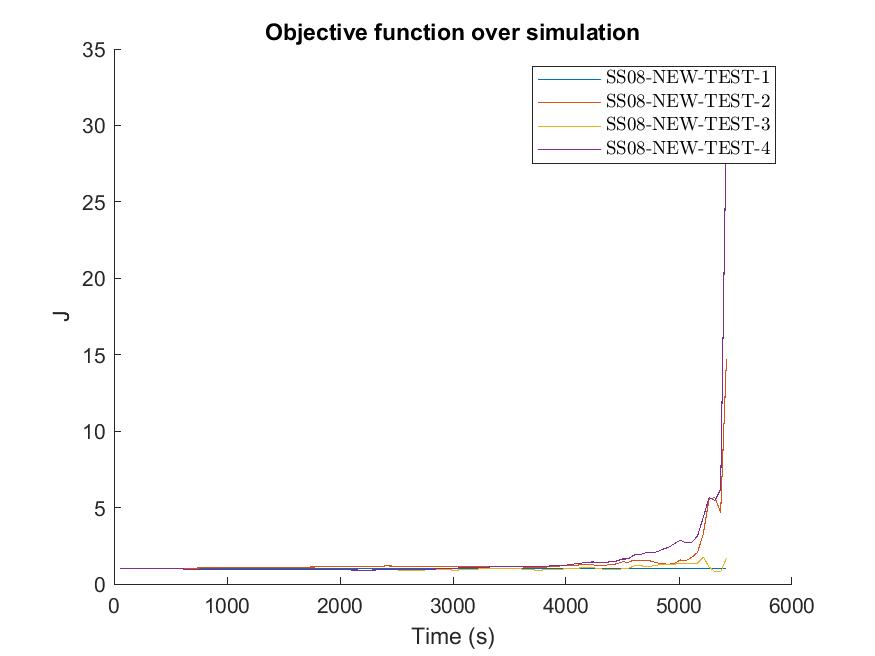 Objective function over simulation
35
30
25
20
15
10
5
0
J
SS08-NEW-TEST-1
SS08-NEW-TEST-2
SS08-NEW-TEST-3
SS08-NEW-TEST-4
0 1000 2000 3000 4000 5000 6000
Time (s)